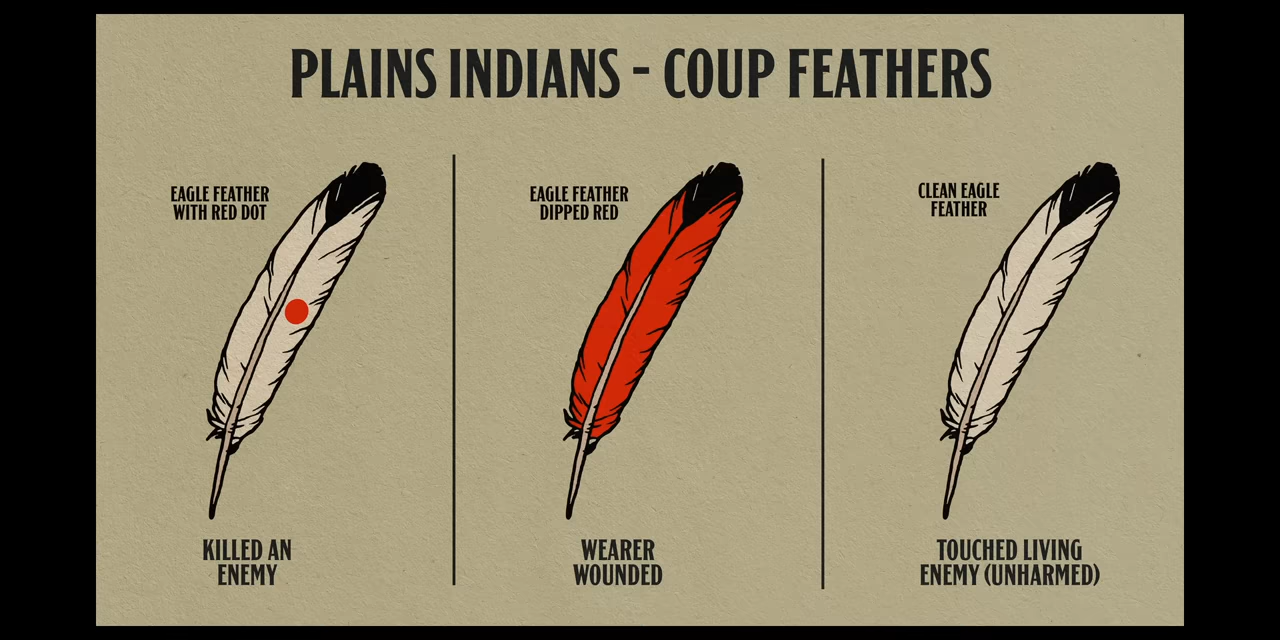 PLAINS INDIANS - COUP FEATHERS
EAGLE FEATHER
WITH RED DOT
KILLED AN
ENEMY
EAGLE FEATHER
DIPPED RED
WEARER
WOUNDED
CLEAN EAGLE
FEATHER
TOUCHED LIVING
ENEMY (UNHARMED)